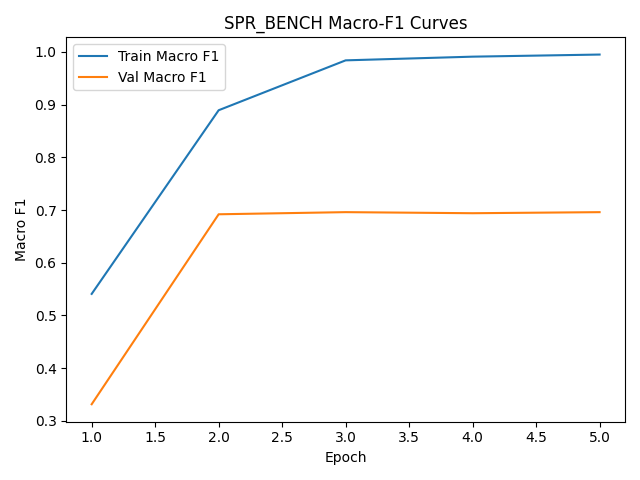 SPR_BENCH Macro-F1 Curves
Train Macro F1
Val Macro F1
Macro F1
1.0
0.9
0.8
0.7
0.6
0.5
0.4
0.3
1.0 1.5 2.0 2.5 3.0 3.5 4.0 4.5 5.0
Epoch